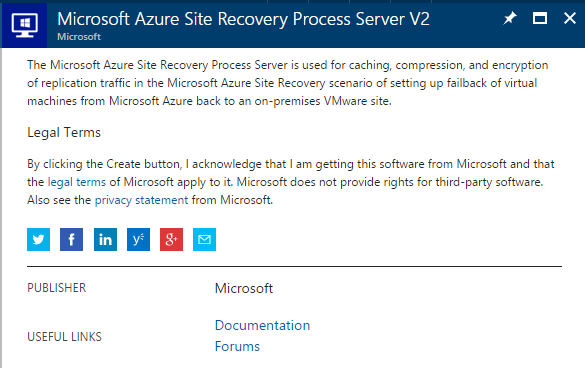 Microsoft Azure Site Recovery Process Server V2
Microsoft
The Microsoft Azure Site Recovery Process Server is used for caching, compression, and encryption
of replication traffic in the Microsoft Azure Site Recovery scenario of setting up failback of virtual
machines from Microsoft Azure back to an on-premises VMware site.
Legal Terms
By clicking the Create button, I acknowledge that I am getting this software from Microsoft and that
the legal terms of Microsoft apply to it. Microsoft does not provide rights for third-party software.
Also see the privacy statement from Microsoft.
f in y g+
PUBLISHER Microsoft
USEFUL LINKS Documentation
Forums